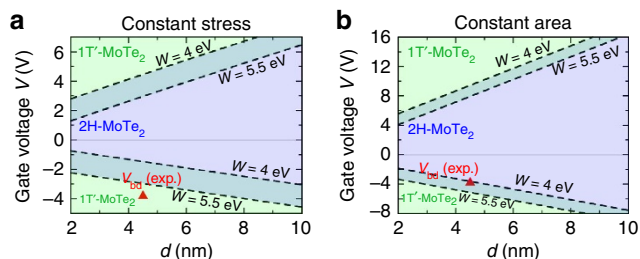 a
Constant stress
Gate voltage V (V)
6
4
2
0
−2
−4
1T′-MoTe2
W = 4 eV
W = 5.5 eV
2H-MoTe2
W = 4 eV
Vbd (exp.)
W = 5.5 eV
1T′-MoTe2
2
4
6
8
10
d (nm)
b
Constant area
Gate voltage V (V)
16
12
8
4
0
−4
−8
1T′-MoTe2
W = 4 eV
W = 5.5 eV
2H-MoTe2
Vbd (exp.)
W = 4 eV
1T′-MoTe2
W = 5.5 eV
2
4
6
8
10
d (nm)